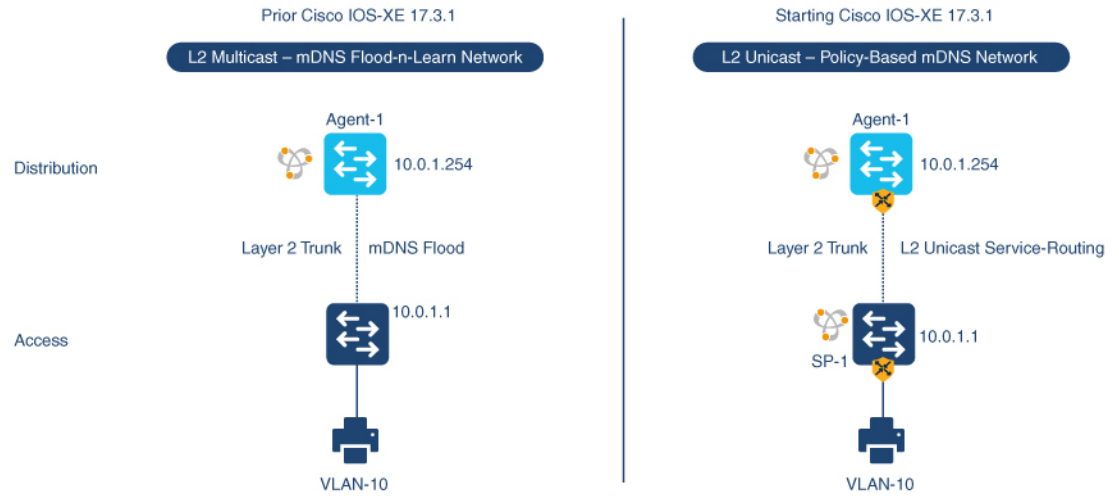 Prior Cisco IOS-XE 17.3.1
L2 Multicast – mDNS Flood-n-Learn Network
Agent-1
Distribution
10.0.1.254
Layer 2 Trunk
mDNS Flood
10.0.1.1
Access
VLAN-10
Starting Cisco IOS-XE 17.3.1
L2 Unicast – Policy-Based mDNS Network
Agent-1
10.0.1.254
Layer 2 Trunk
L2 Unicast Service-Routing
10.0.1.1
SP-1
VLAN-10